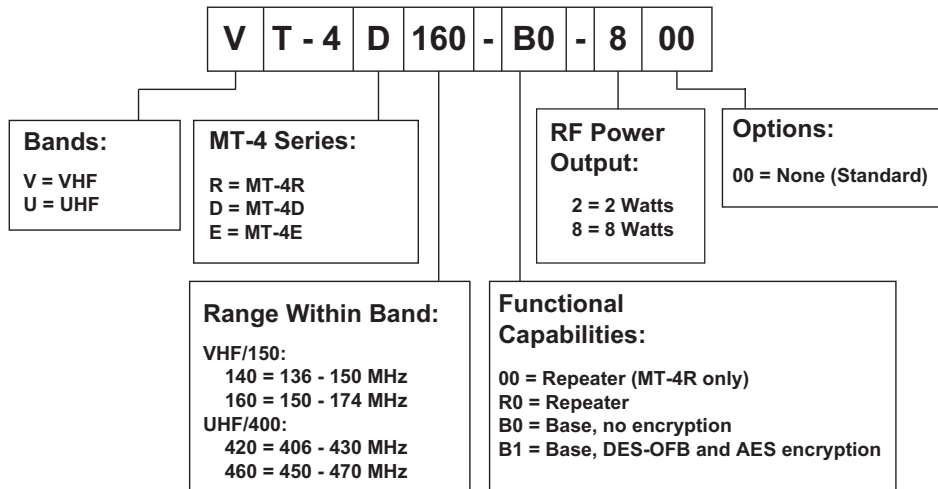 V T - 4 D 160 - B0 - 8 00
Bands:
V = VHF
U = UHF
MT-4 Series:
R = MT-4R
D = MT-4D
E = MT-4E
RF Power
Output:
2 = 2 Watts
8 = 8 Watts
Options:
00 = None (Standard)
Range Within Band:
VHF/150:
140 = 136 - 150 MHz
160 = 150 - 174 MHz
UHF/400:
420 = 406 - 430 MHz
460 = 450 - 470 MHz
Functional
Capabilities:
00 = Repeater (MT-4R only)
R0 = Repeater
B0 = Base, no encryption
B1 = Base, DES-OFB and AES encryption